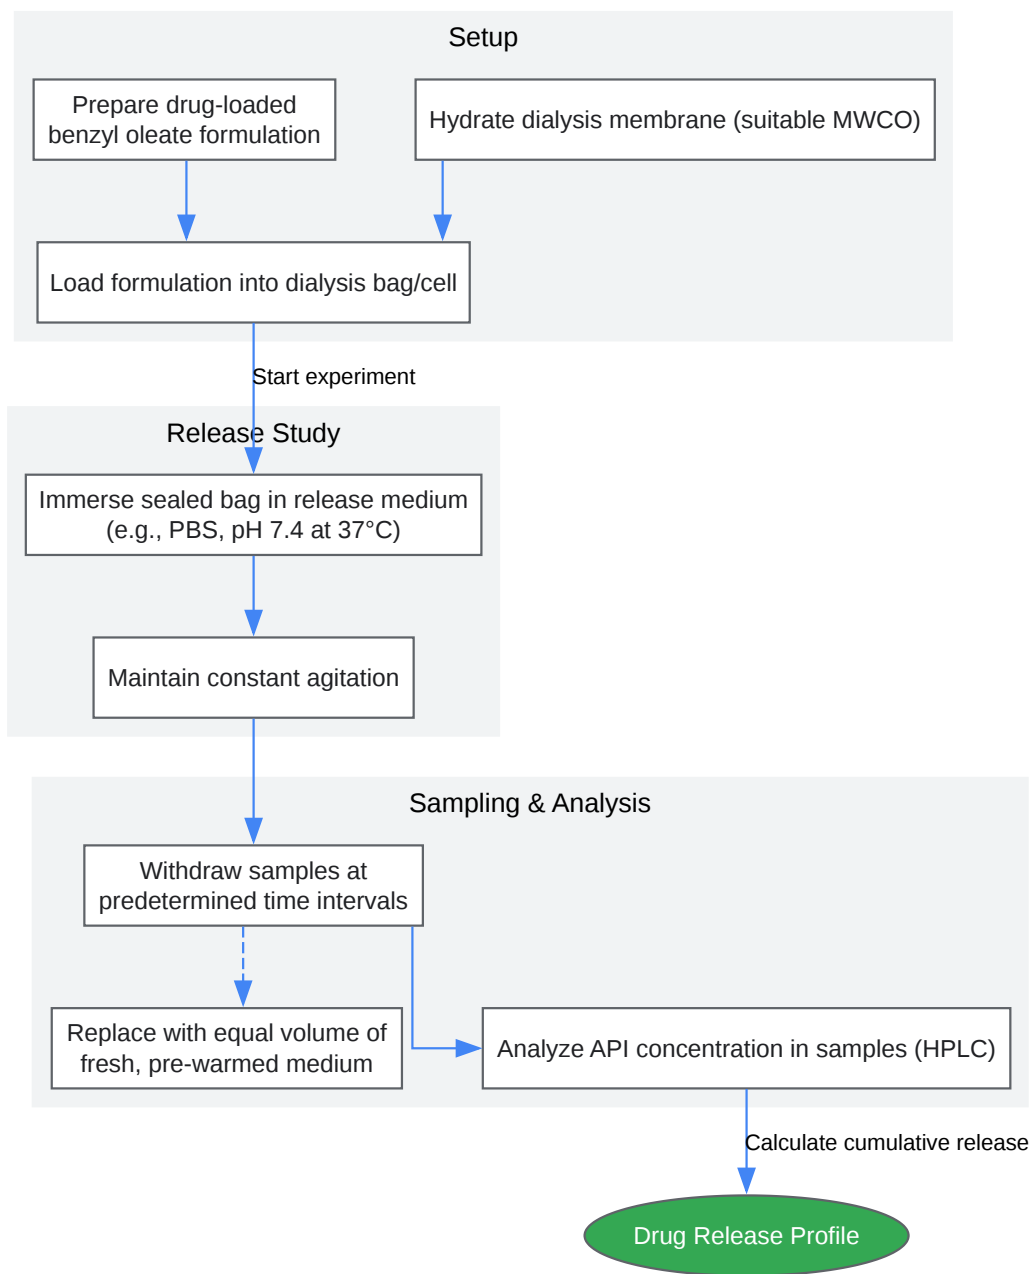 Setup
Prepare drug-loaded
benzyl oleate formulation
Hydrate dialysis membrane (suitable MWCO)
Load formulation into dialysis bag/cell
Start experiment
Release Study
Immerse sealed bag in release medium
(e.g., PBS, pH 7.4 at 37°C)
Maintain constant agitation
Sampling & Analysis
Withdraw samples at
predetermined time intervals
Replace with equal volume of
fresh, pre-warmed medium
Analyze API concentration in samples (HPLC)
Calculate cumulative release
Drug Release Profile